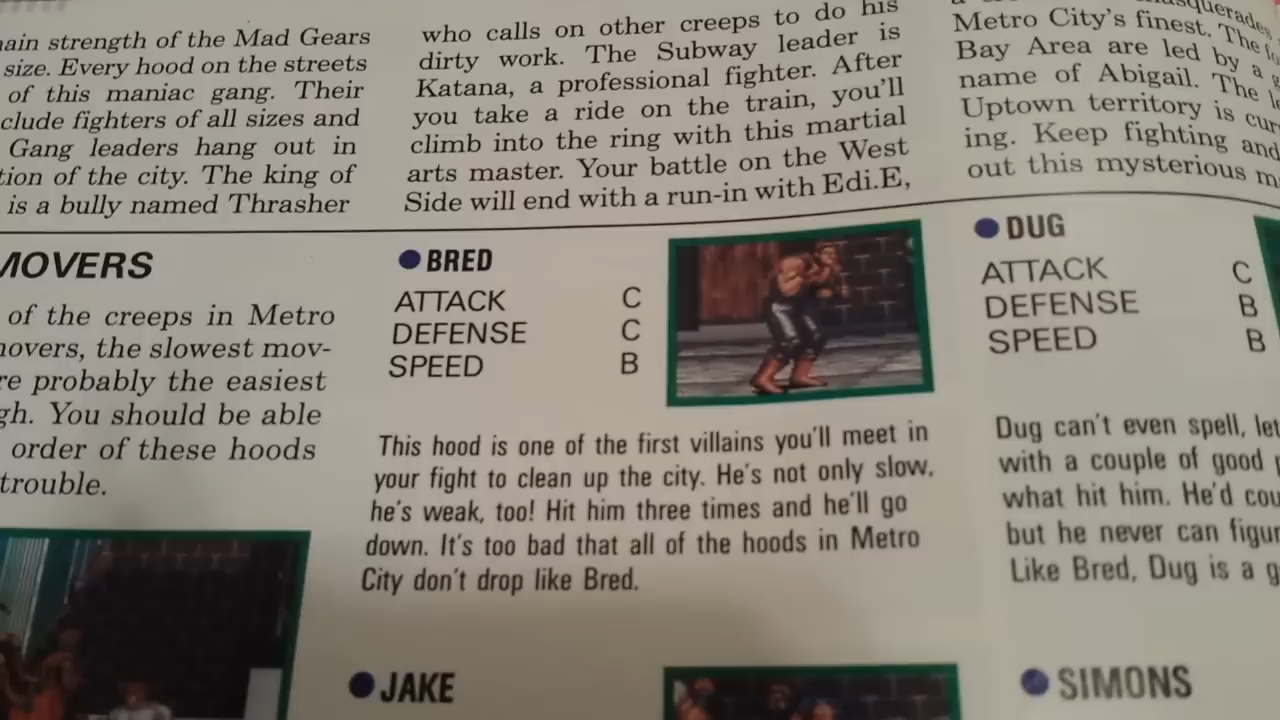 ain strength of the Mad Gears
size. Every hood on the streets
of this maniac gang. Their
clude fighters of all sizes and
Gang leaders hang out in
tion of the city. The king of
is a bully named Thrasher
who calls on other creeps to do his
dirty work. The Subway leader is
Katana, a professional fighter. After
you take a ride on the train, you'll
climb into the ring with this martial
arts master. Your battle on the West
Side will end with a run-in with Edi.E,
squerades
Metro City's finest. The
Bay Area are led by a
name of Abigail. The
Uptown territory is cur
ing. Keep fighting and
out this mysterious m
MOVERS
of the creeps in Metro
movers, the slowest mov-
re probably the easiest
gh. You should be able
order of these hoods
trouble.
BRED
ATTACK C
DEFENSE C
SPEED B
This hood is one of the first villains you'll meet in
your fight to clean up the city. He's not only slow,
he's weak, too! Hit him three times and he'll go
down. It's too bad that all of the hoods in Metro
City don't drop like Bred.
JAKE
DUG
ATTACK C
DEFENSE B
SPEED B
Dug can't even spell, let
with a couple of good
what hit him. He'd cou
but he never can figur
Like Bred, Dug is a g
SIMONS